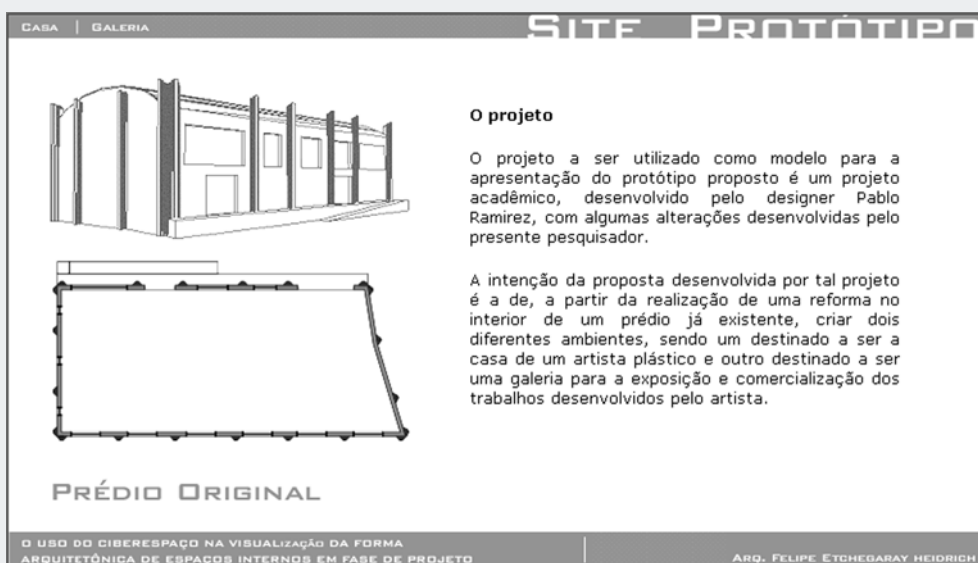 CASA | GALERIA
SITE PROTÓTIPO
O projeto
O projeto a ser utilizado como modelo para a
apresentação do protótipo proposto é um projeto
acadêmico, desenvolvido pelo designer Pablo
Ramirez, com algumas alterações desenvolvidas pelo
presente pesquisador.
A intenção da proposta desenvolvida por tal projeto
é a de, a partir da realização de uma reforma no
interior de um prédio já existente, criar dois
diferentes ambientes, sendo um destinado a ser a
casa de um artista plástico e outro destinado a ser
uma galeria para a exposição e comercialização dos
trabalhos desenvolvidos pelo artista.
PRÉDIO ORIGINAL
O USO DO CIBERESPAÇO NA VISUALIZAÇÃO DA FORMA
ARQUITETÔNICA DE ESPAÇOS INTERNOS EM FASE DE PROJETO
ARQ. FELIPE ETCHEGARAY HEIDRICH